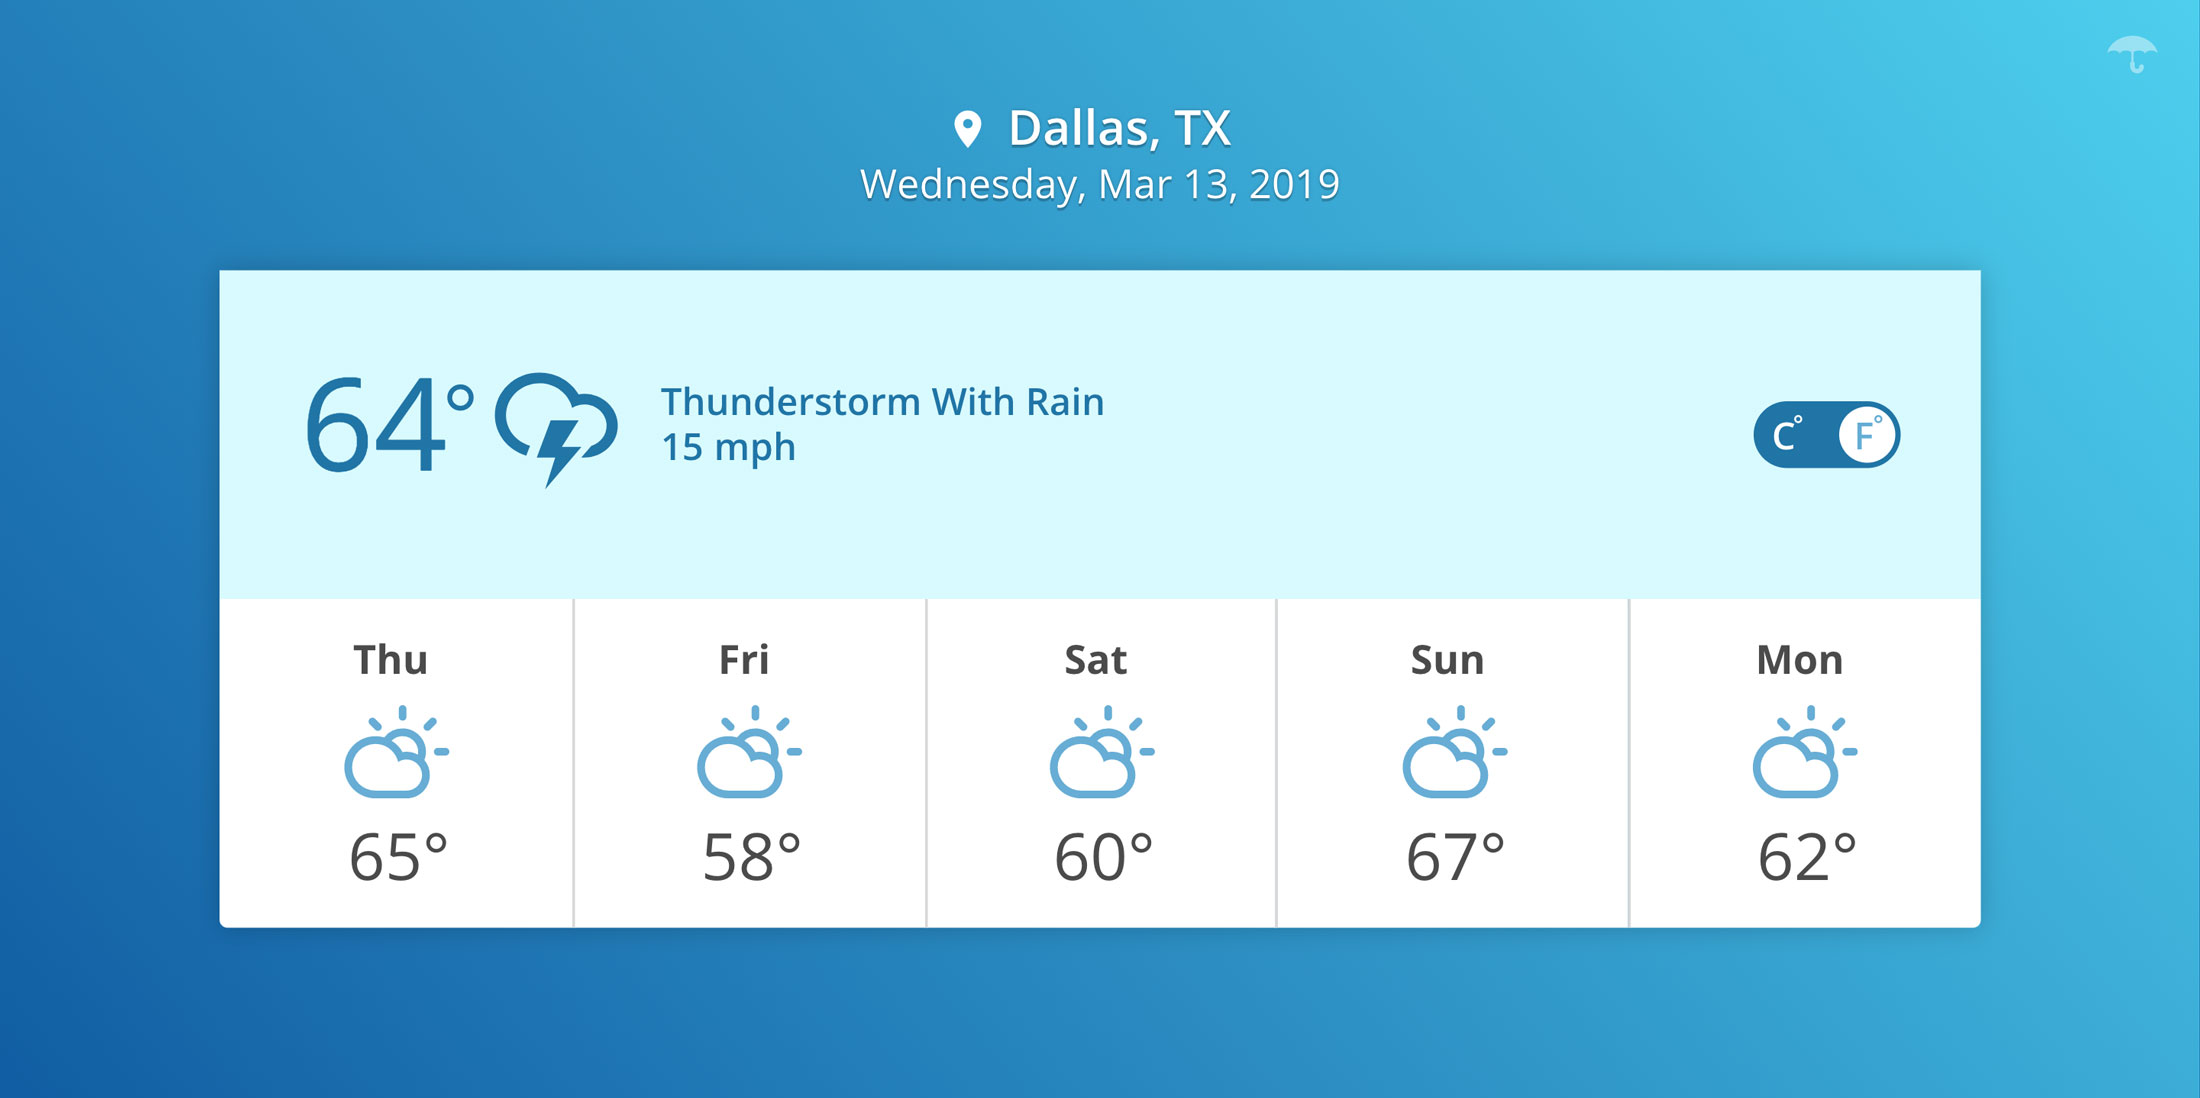 Dallas, TX
Wednesday, Mar 13, 2019
64°
Thunderstorm With Rain
15 mph
C° F°
Thu Fri Sat Sun Mon
65° 58° 60° 67° 62°